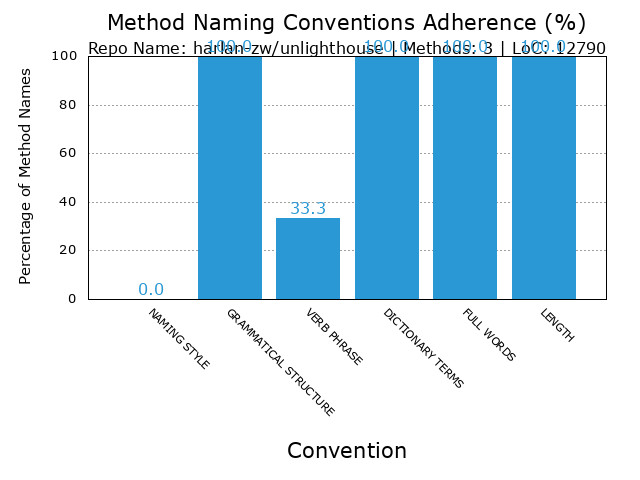 Method Naming Conventions Adherence (%)
Repo Name: harlan-zw/unlighthouse | Methods: 3 | LoC: 12790
100.0 100.0 100.0 100.0
33.3
0.0
100
80
60
40
20
0
Percentage of Method Names
NAMING STYLE
GRAMMATICAL STRUCTURE
VERB PHRASE
DICTIONARY TERMS
FULL WORDS
LENGTH
Convention